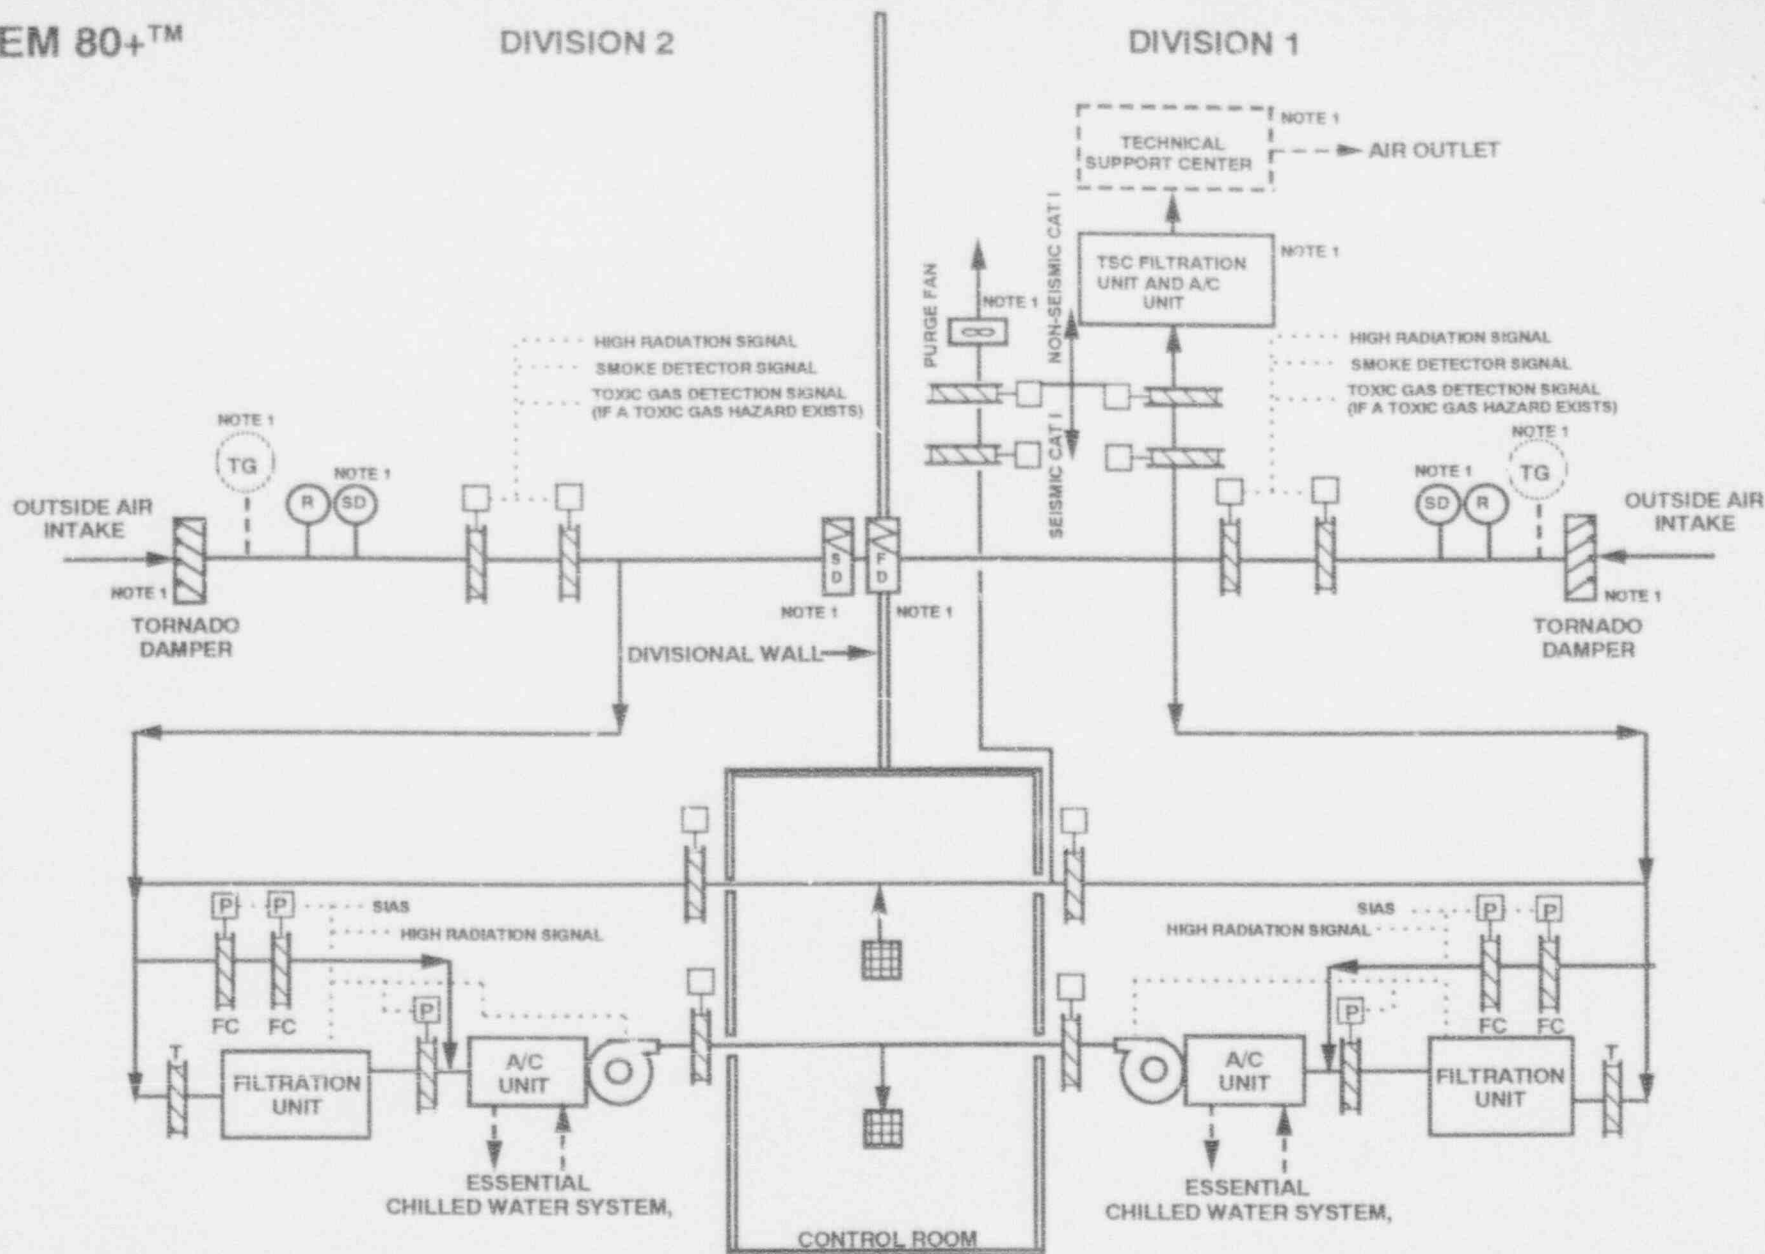 EM 80+™
DIVISION 2
DIVISION 1
TECHNICAL
SUPPORT CENTER
NOTE 1
AIR OUTLET
TSC FILTRATION
UNIT AND A/C
UNIT
NOTE 1
PURGE FAN
NOTE 1
NON-SEISMIC CAT I
SEISMIC CAT I
HIGH RADIATION SIGNAL
SMOKE DETECTOR SIGNAL
TOXIC GAS DETECTION SIGNAL
(IF A TOXIC GAS HAZARD EXISTS)
HIGH RADIATION SIGNAL
SMOKE DETECTOR SIGNAL
TOXIC GAS DETECTION SIGNAL
(IF A TOXIC GAS HAZARD EXISTS)
NOTE 1
TG
R
NOTE 1
SD
OUTSIDE AIR
INTAKE
NOTE 1
TORNADO
DAMPER
SD
NOTE 1
FD
NOTE 1
DIVISIONAL WALL
NOTE 1
SD
R
NOTE 1
TG
OUTSIDE AIR
INTAKE
NOTE 1
TORNADO
DAMPER
P
P
SIAS
HIGH RADIATION SIGNAL
FC
FC
P
T
FILTRATION
UNIT
A/C
UNIT
ESSENTIAL
CHILLED WATER SYSTEM,
CONTROL ROOM
SIAS
P
P
HIGH RADIATION SIGNAL
FC
FC
P
A/C
UNIT
FILTRATION
UNIT
T
ESSENTIAL
CHILLED WATER SYSTEM,